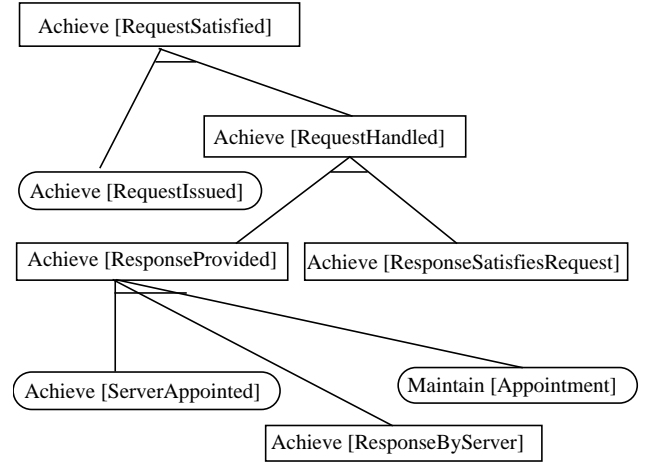 Achieve [RequestSatisfied]
Achieve [RequestHandled]
Achieve [RequestIssued]
Achieve [ResponseProvided]
Achieve [ResponseSatisfiesRequest]
Achieve [ServerAppointed]
Maintain [Appointment]
Achieve [ResponseByServer]